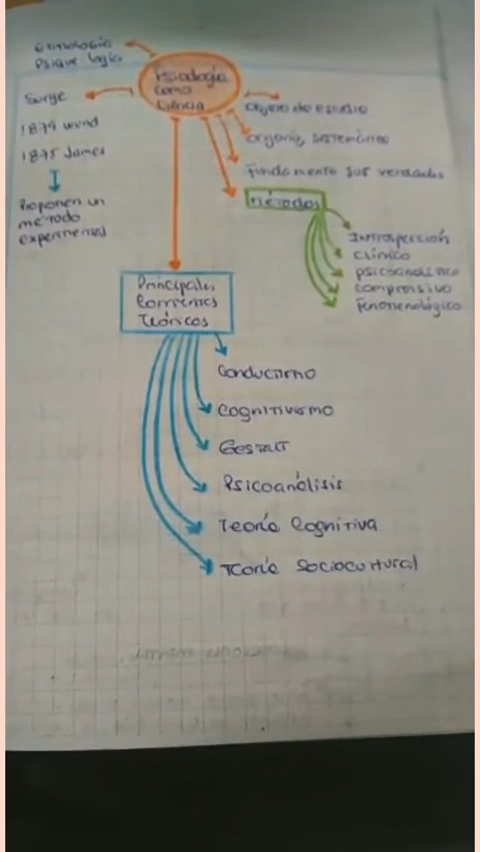 Etimología
Psique logía
Psicología
como
ciencia
Surge
1879 wund
1875 James
Proponen un
método
experimental
Objeto de estudio
organiz. sistemática
Fundamenta sus verdades
Métodos
Introspección
Clínico
psicoanalítico
comprensivo
Fenomenológico
Principales
Corrientes
Teóricas
Conductismo
Cognitivismo
Gestalt
Psicoanálisis
Teoría Cognitiva
Teoría Sociocultural